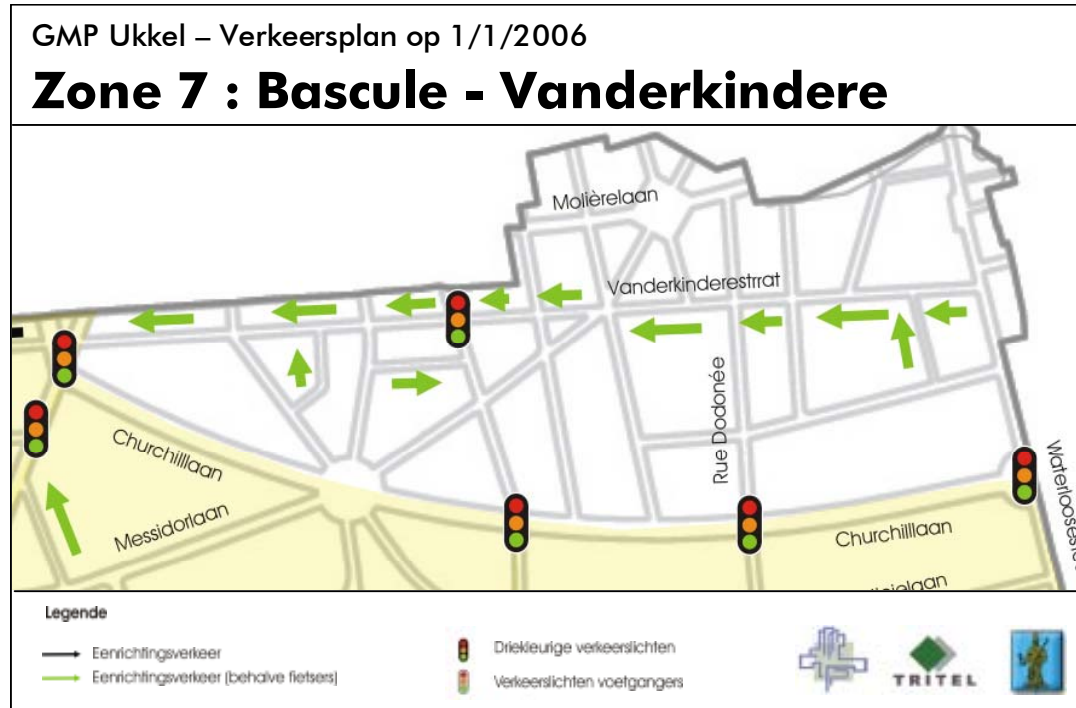 GMP Ukkel – Verkeersplan op 1/1/2006
Zone 7 : Bascule - Vanderkindere
Molièrelaan
Vanderkinderestrrat
Rue Dodonée
Churchilllaan
Messidorlaan
Churchilllaan
Legende
Eenrichtingsverkeer
Eenrichtingsverkeer (behalve fietsers)
Driekleurige verkeerslichten
Verkeerslichten voetgangers
TRITEL